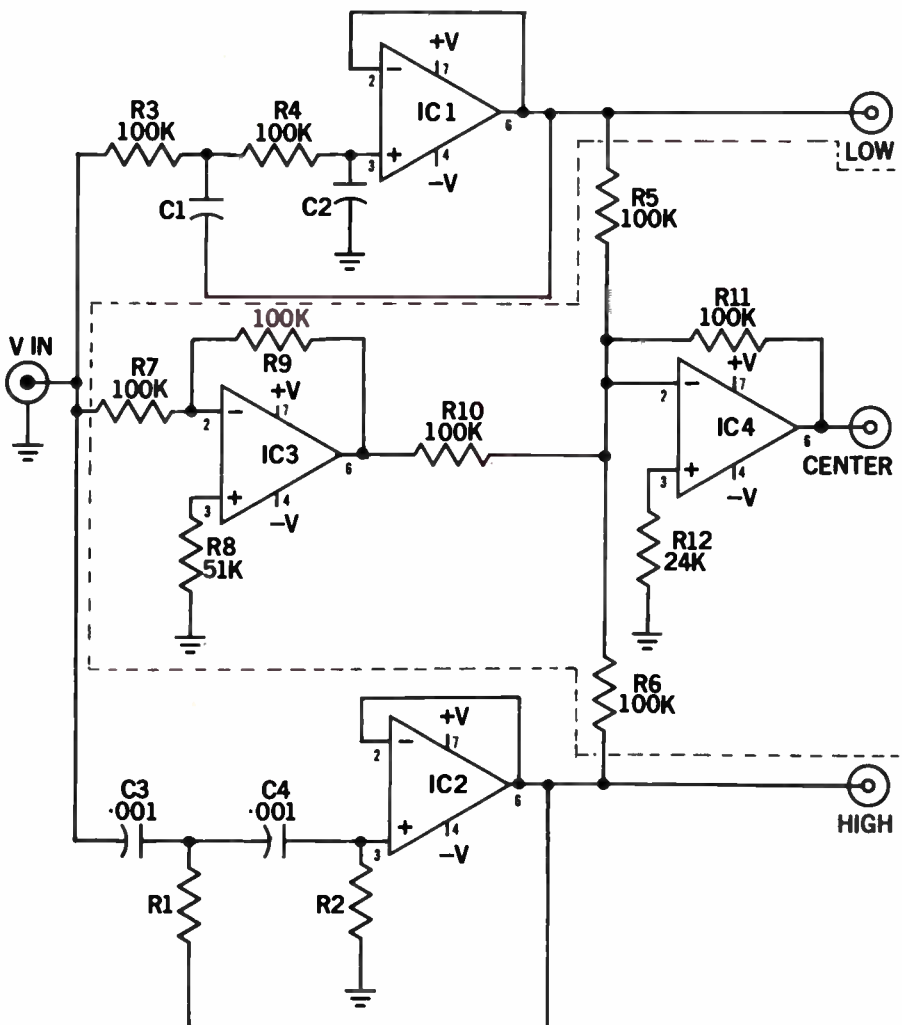 +V
7
2
−
IC1
6
+
3
4
−V
R3
100K
R4
100K
C1
C2
LOW
R5
100K
V IN
R7
100K
100K
R9
+V
7
2
−
IC3
6
+
3
4
−V
R8
51K
R10
100K
R11
100K
+V
7
2
−
IC4
6
+
3
4
−V
CENTER
R12
24K
R6
100K
+V
7
2
−
IC2
6
+
3
4
−V
HIGH
C3
.001
C4
.001
R1
R2